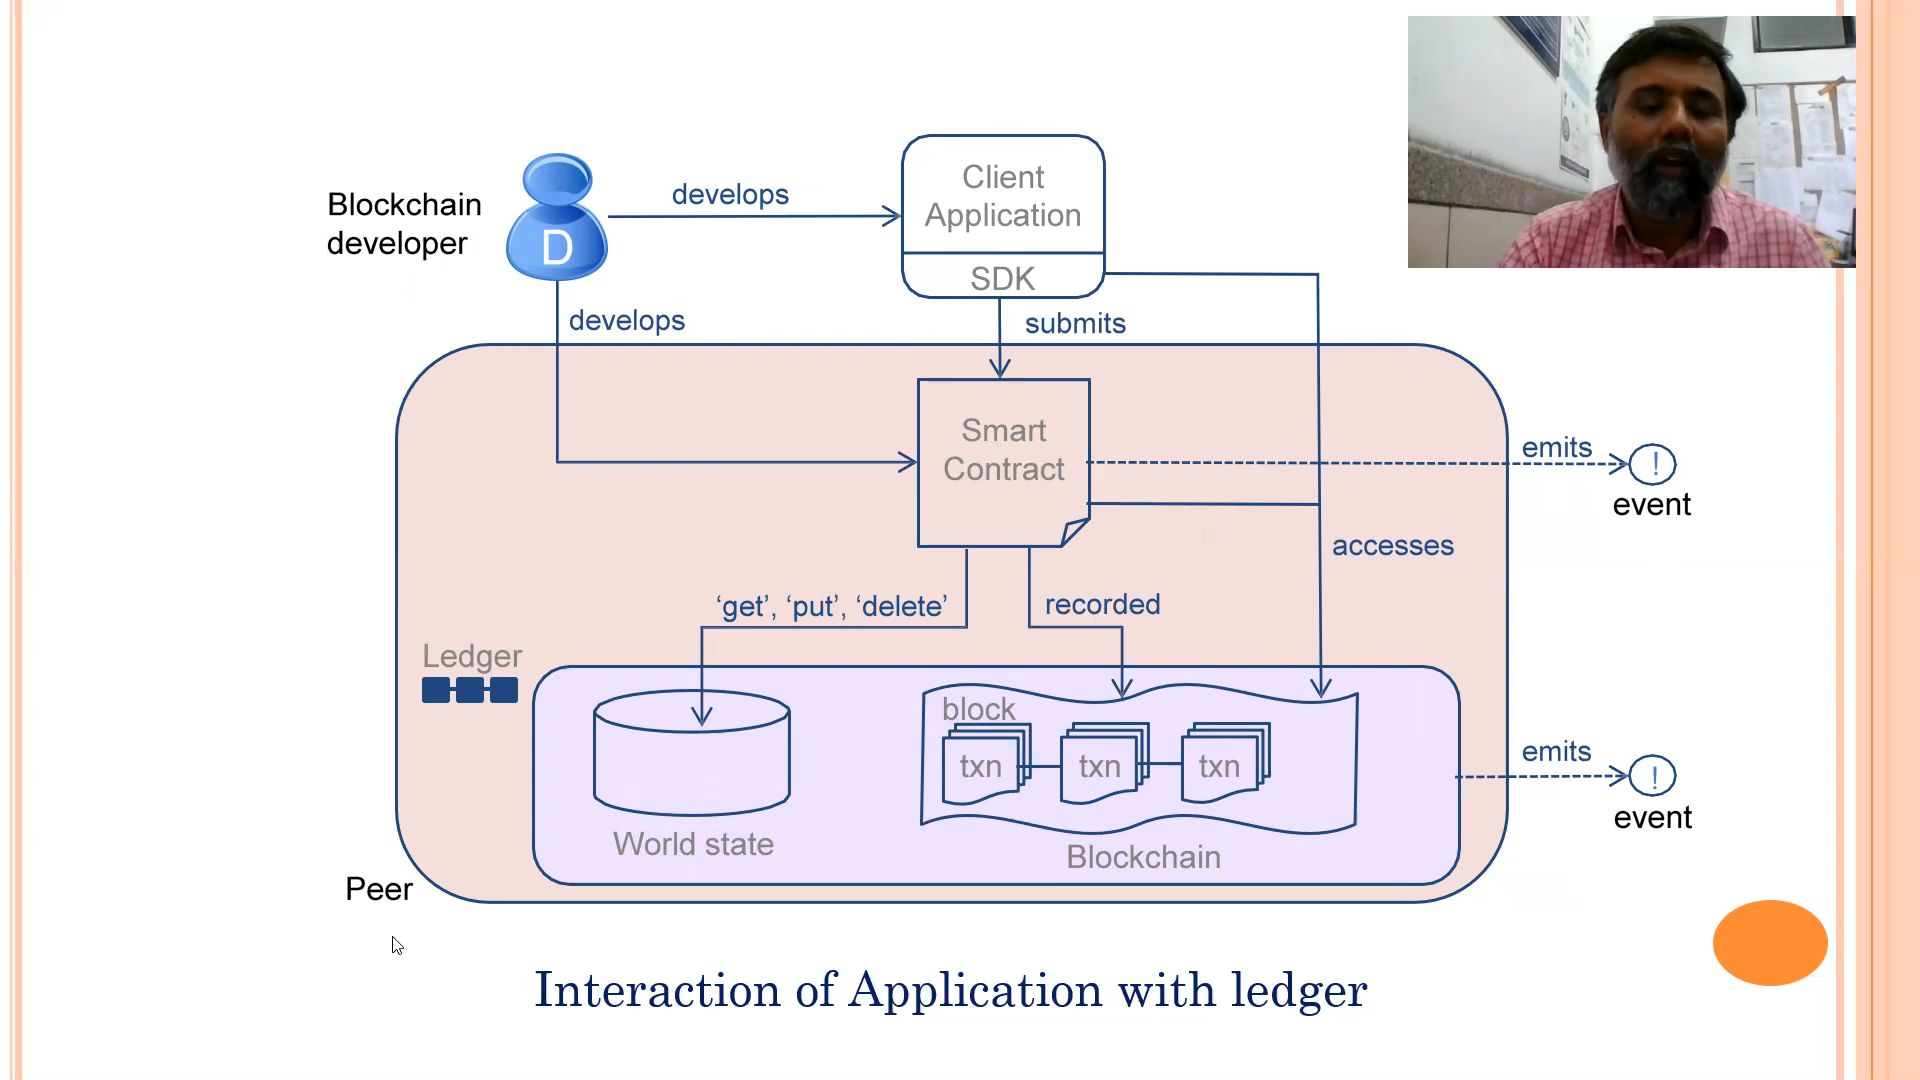 Client
Application
SDK
Blockchain
developer
D
develops
develops
submits
Smart
Contract
emits
!
event
accesses
‘get’, ‘put’, ‘delete’
recorded
Ledger
block
txn
txn
txn
World state
Blockchain
emits
!
event
Peer
Interaction of Application with ledger